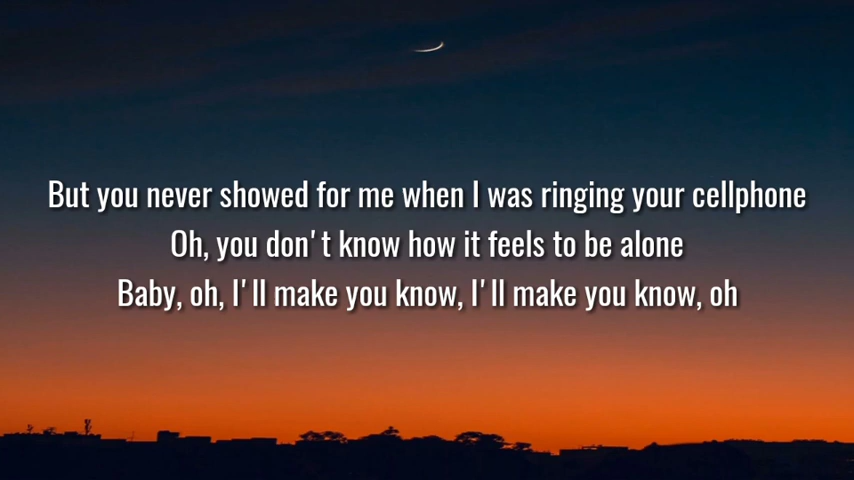 But you never showed for me when I was ringing your cellphone
Oh, you don't know how it feels to be alone
Baby, oh, I'll make you know, I'll make you know, oh